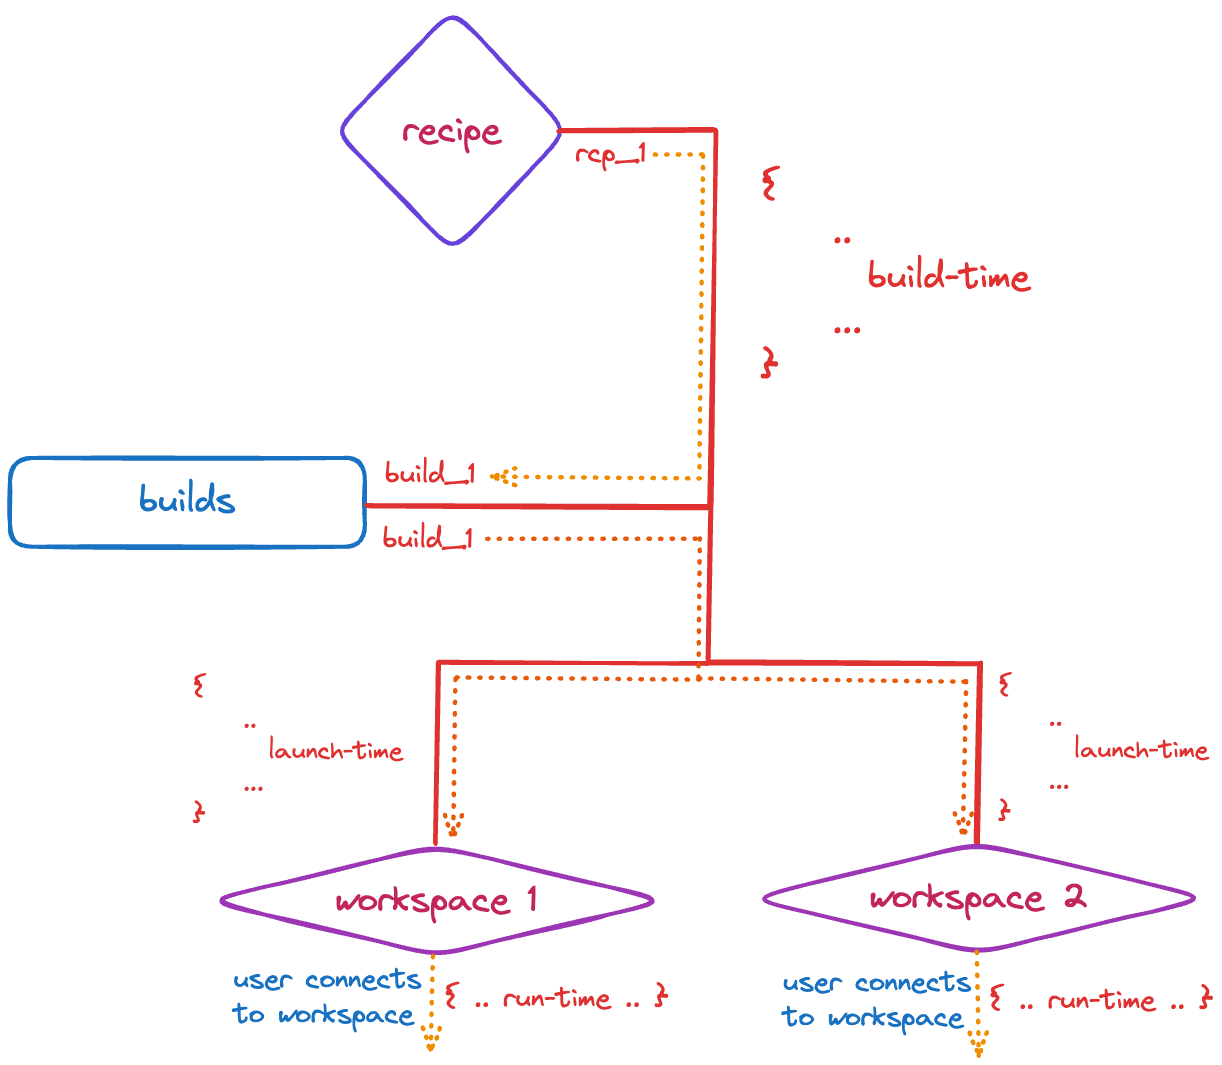 recipe
rcp_1
{
..
build-time
...
}
build_1
builds
build_1
{
..
launch-time
...
}
{
..
launch-time
...
}
workspace 1
workspace 2
user connects
to workspace
{ .. run-time .. }
user connects
to workspace
{ .. run-time .. }